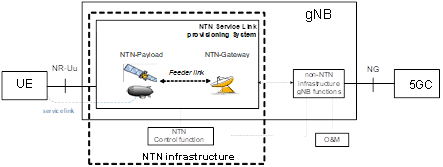 gNB
NTN Service Link
provisioning System
NTN-Payload
NTN-Gateway
Feeder link
NR-Uu
UE
service link
non-NTN
infrastructure
gNB functions
NG
5GC
NTN
Control function
O&M
NTN infrastructure